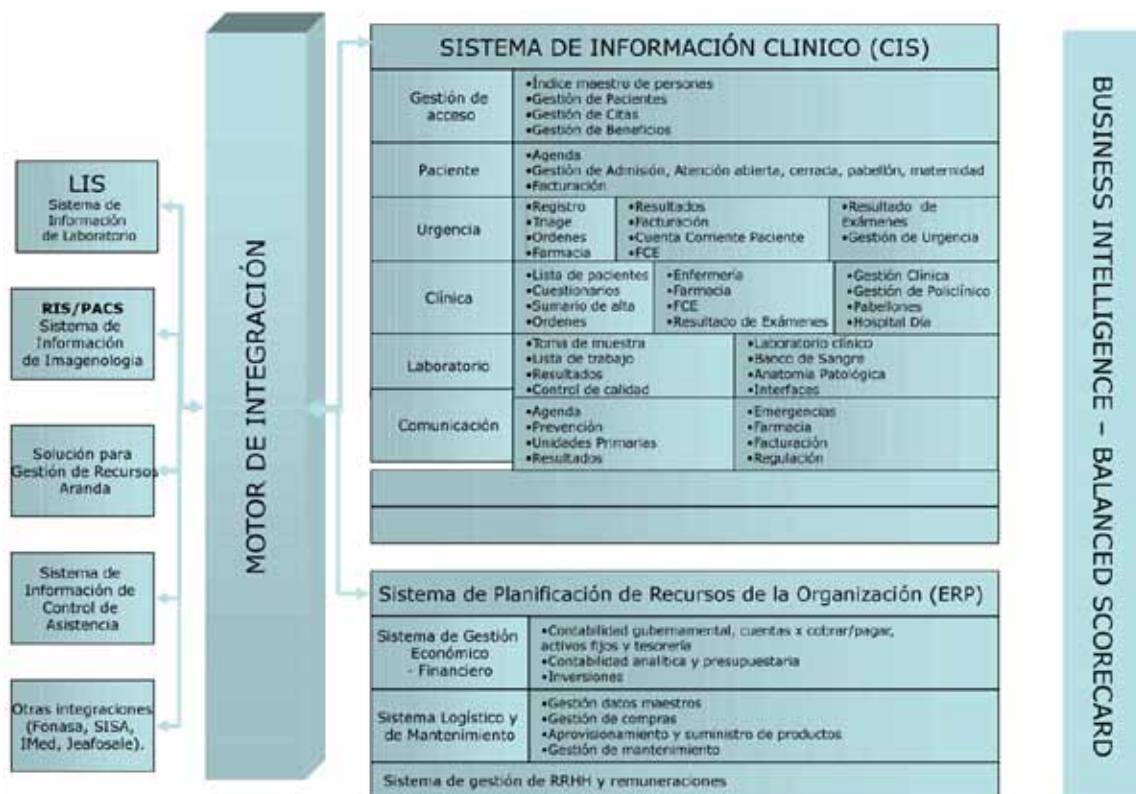 LIS
Sistema de
Información
de Laboratorio
RIS/PACS
Sistema de
Información
de Imagenologia
Solución para
Gestión de Recursos
Aranda
Sistema de
Información de
Control de
Asistencia
Otras integraciones
(Fonasa, SISA,
IMed, Jeafosale).
MOTOR DE INTEGRACIÓN
SISTEMA DE INFORMACIÓN CLINICO (CIS)
Gestión de
acceso
•Índice maestro de personas
•Gestión de Pacientes
•Gestión de Citas
•Gestión de Beneficios
Paciente
•Agenda
•Gestión de Admisión, Atención abierta, cerrada, pabellón, maternidad
•Facturación
Urgencia
•Registro
•Triage
•Ordenes
•Farmacia
•Resultados
•Facturación
•Cuenta Corriente Paciente
•FCE
•Resultado de
Exámenes
•Gestión de Urgencia
Clínica
•Lista de pacientes
•Cuestionarios
•Sumario de alta
•Ordenes
•Enfermería
•Farmacia
•FCE
•Resultado de Exámenes
•Gestión Clínica
•Gestión de Policlínico
•Pabellones
•Hospital Día
Laboratorio
•Toma de muestra
•Lista de trabajo
•Resultados
•Control de calidad
•Laboratorio clínico
•Banco de Sangre
•Anatomía Patológica
•Interfaces
Comunicación
•Agenda
•Prevención
•Unidades Primarias
•Resultados
•Emergencias
•Farmacia
•Facturación
•Regulación
Sistema de Planificación de Recursos de la Organización (ERP)
Sistema de Gestión
Económico
- Financiero
•Contabilidad gubernamental, cuentas x cobrar/pagar,
activos fijos y tesorería
•Contabilidad analítica y presupuestaria
•Inversiones
Sistema Logístico y
de Mantenimiento
•Gestión datos maestros
•Gestión de compras
•Aprovisionamiento y suministro de productos
•Gestión de mantenimiento
Sistema de gestión de RRHH y remuneraciones
BUSINESS INTELLIGENCE – BALANCED SCORECARD